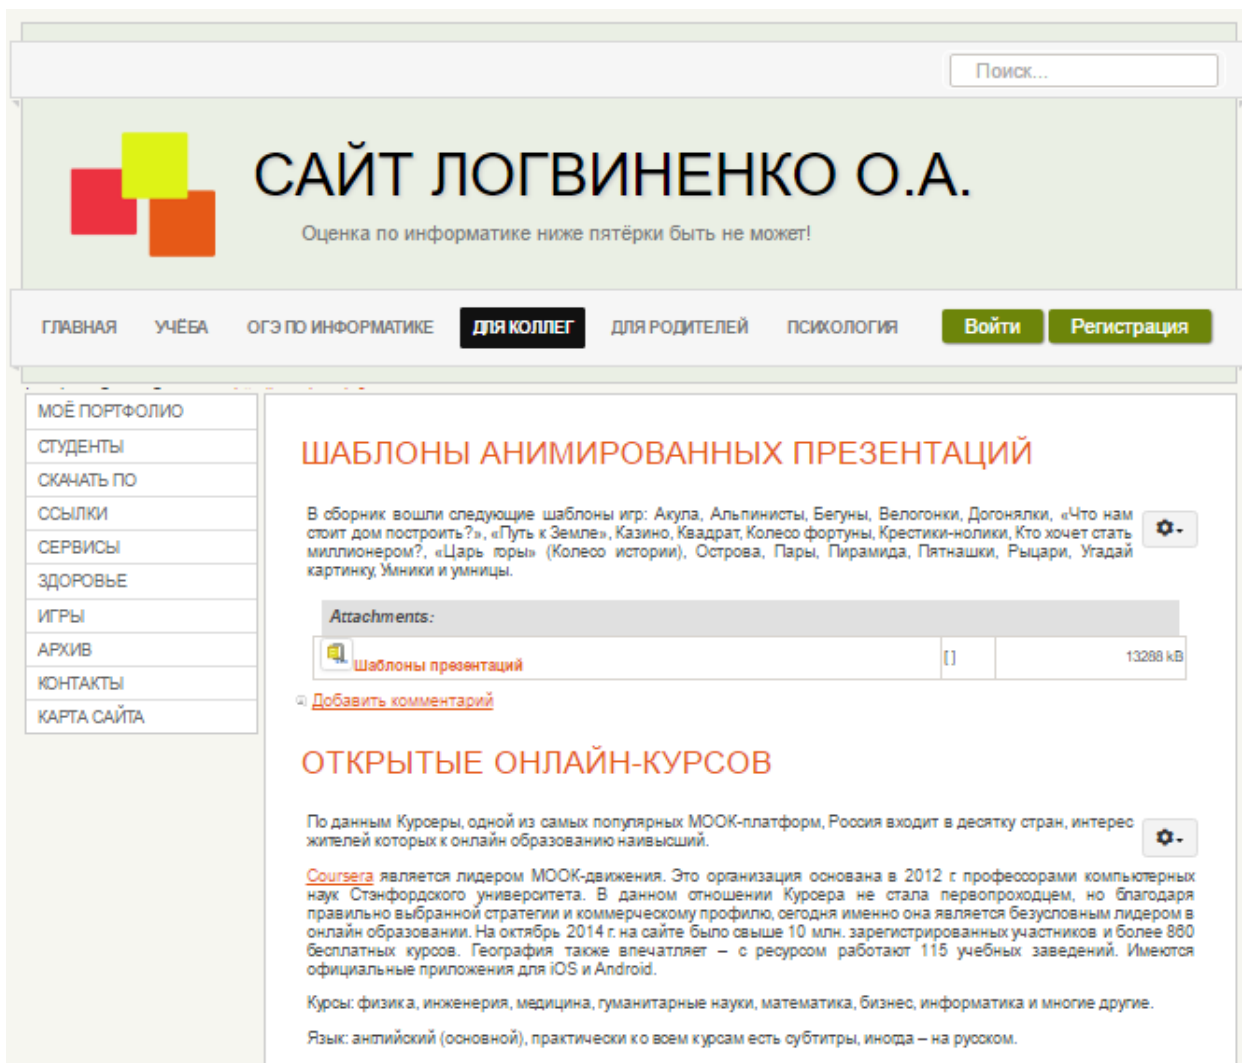 Поиск...
САЙТ ЛОГВИНЕНКО О.А.
Оценка по информатике ниже пятёрки быть не может!
ГЛАВНАЯ УЧЁБА ОГЭ ПО ИНФОРМАТИКЕ ДЛЯ КОЛЛЕГ ДЛЯ РОДИТЕЛЕЙ ПСИХОЛОГИЯ Войти Регистрация
МОЁ ПОРТФОЛИО
СТУДЕНТЫ
СКАЧАТЬ ПО
ССЫЛКИ
СЕРВИСЫ
ЗДОРОВЬЕ
ИГРЫ
АРХИВ
КОНТАКТЫ
КАРТА САЙТА
ШАБЛОНЫ АНИМИРОВАННЫХ ПРЕЗЕНТАЦИЙ
В сборник вошли следующие шаблоны игр: Акула, Альпинисты, Бегуны, Велогонки, Догонялки, «Что нам
стоит дом построить?», «Путь к Земле», Казино, Квадрат, Колесо фортуны, Крестики-нолики, Кто хочет стать
миллионером?, «Царь горы» (Колесо истории), Острова, Пары, Пирамида, Пятнашки, Рыцари, Угадай
картинку, Умники и умницы.
Attachments:
Шаблоны презентаций [ ] 13288 kB
Добавить комментарий
ОТКРЫТЫЕ ОНЛАЙН-КУРСОВ
По данным Курсеры, одной из самых популярных МООК-платформ, Россия входит в десятку стран, интерес
жителей которых к онлайн образованию наивысший.
Coursera является лидером МООК-движения. Это организация основана в 2012 г. профессорами компьютерных
наук Стэнфордского университета. В данном отношении Курсера не стала первопроходцем, но благодаря
правильно выбранной стратегии и коммерческому профилю, сегодня именно она является безусловным лидером в
онлайн образовании. На октябрь 2014 г. на сайте было свыше 10 млн. зарегистрированных участников и более 860
бесплатных курсов. География также впечатляет – с ресурсом работают 115 учебных заведений. Имеются
официальные приложения для iOS и Android.
Курсы: физика, инженерия, медицина, гуманитарные науки, математика, бизнес, информатика и многие другие.
Язык: английский (основной), практически ко всем курсам есть субтитры, иногда – на русском.